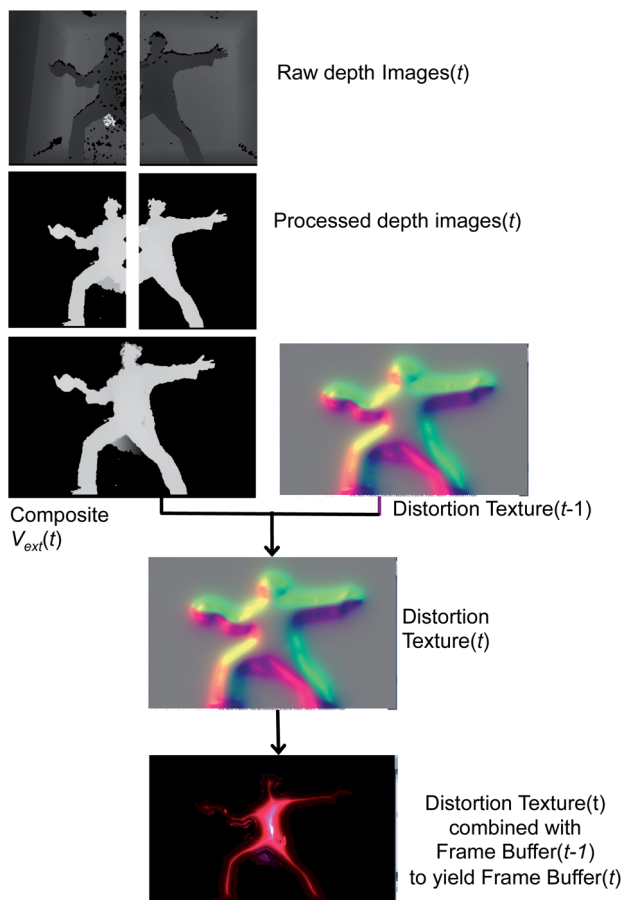 Raw depth Images(t)
Processed depth images(t)
Composite
V_ext(t)
Distortion Texture(t-1)
Distortion
Texture(t)
Distortion Texture(t)
combined with
Frame Buffer(t-1)
to yield Frame Buffer(t)